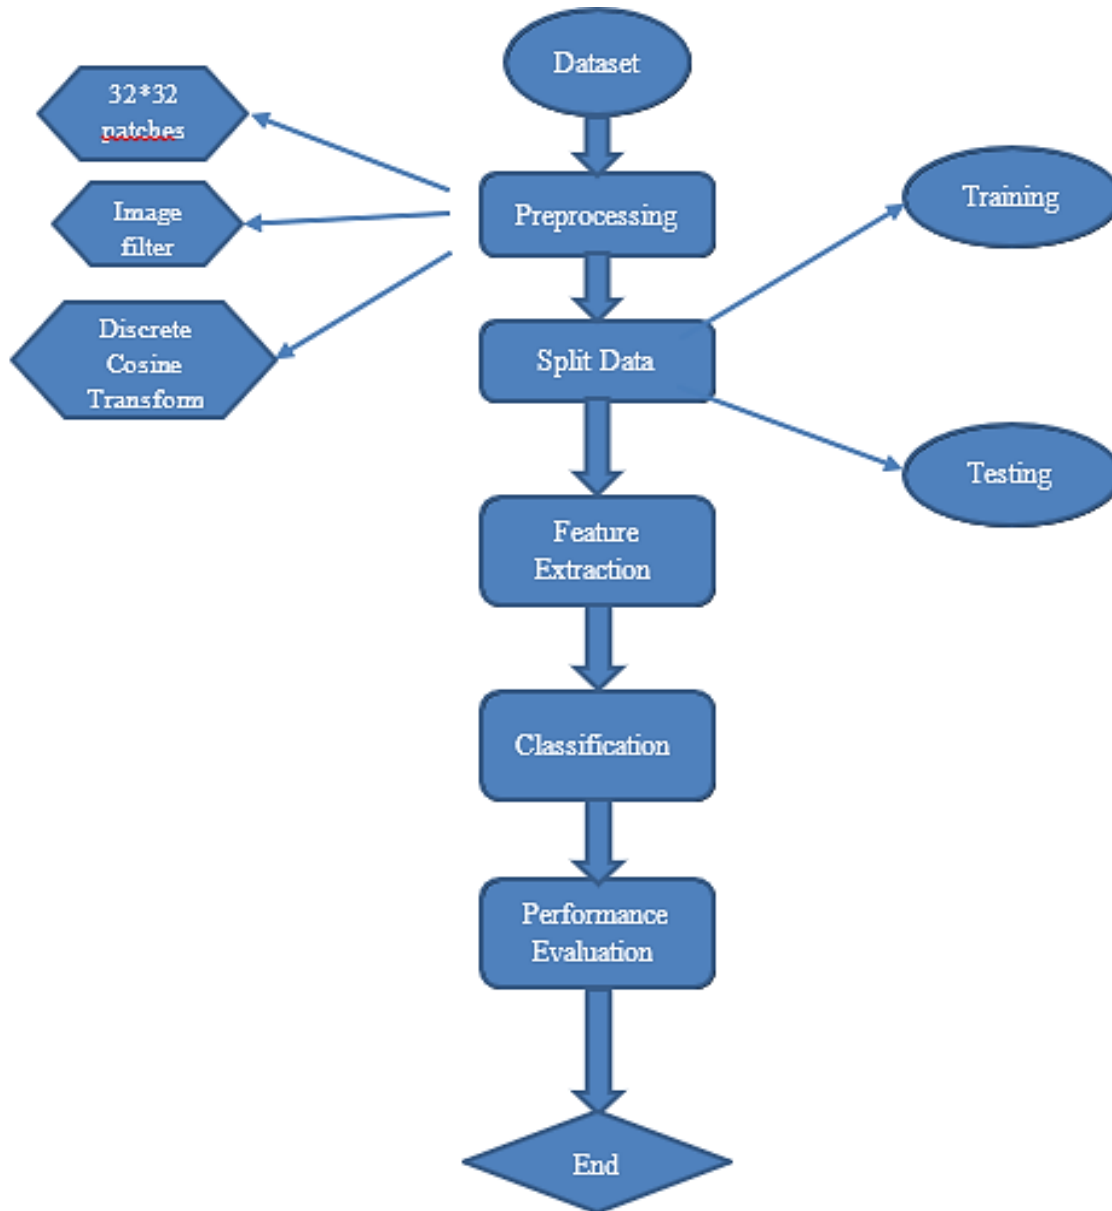 Dataset
32*32
patches
Image
filter
Discrete
Cosine
Transform
Preprocessing
Training
Split Data
Testing
Feature
Extraction
Classification
Performance
Evaluation
End